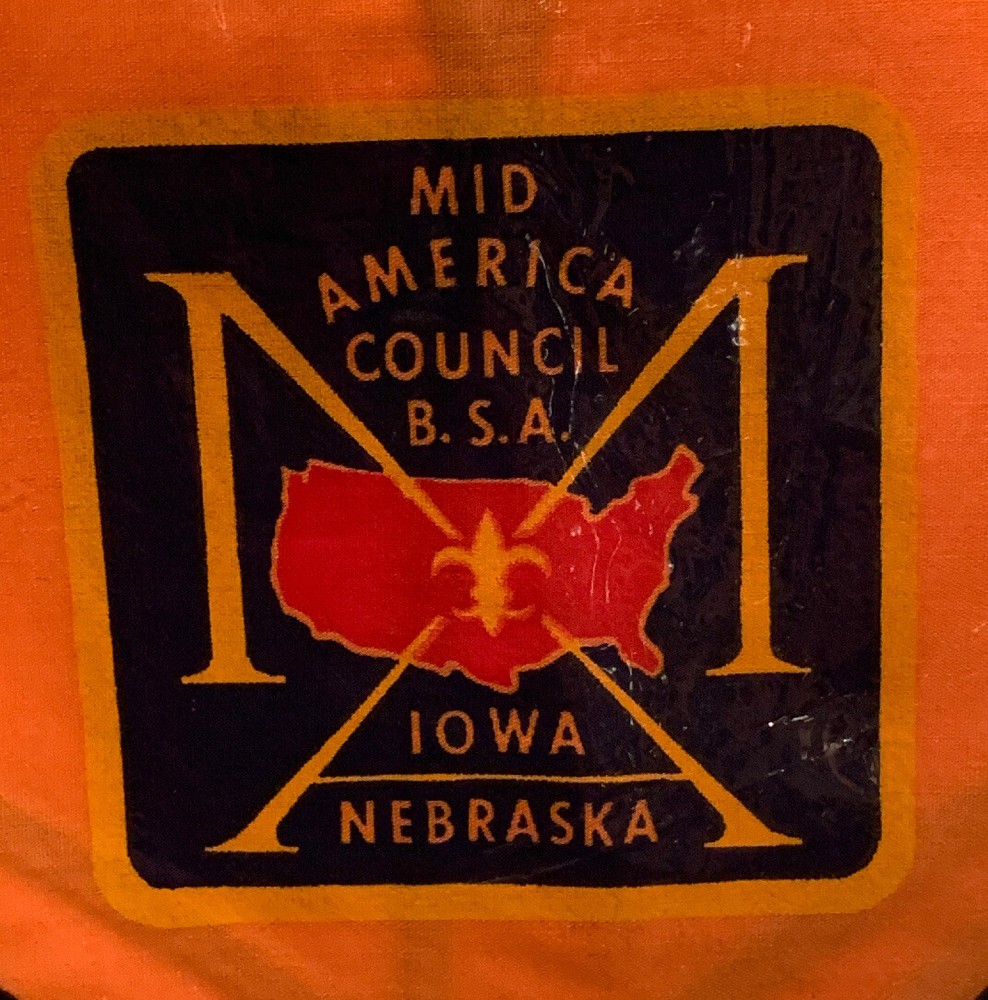 MID
AMERICA
COUNCIL
B.S.A.
M
IOWA
NEBRASKA